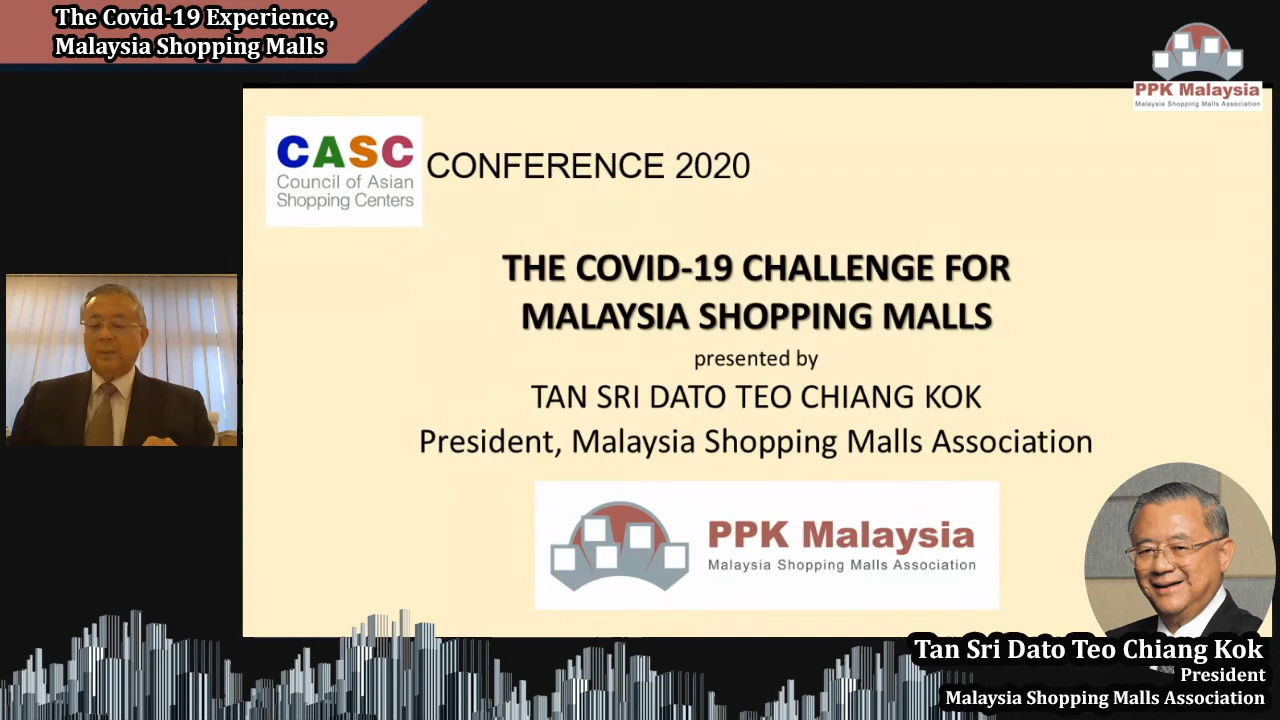 The Covid-19 Experience,
Malaysia Shopping Malls
PPK Malaysia
Malaysia Shopping Malls Association
CASC
Council of Asian
Shopping Centers
CONFERENCE 2020
THE COVID-19 CHALLENGE FOR
MALAYSIA SHOPPING MALLS
presented by
TAN SRI DATO TEO CHIANG KOK
President, Malaysia Shopping Malls Association
PPK Malaysia
Malaysia Shopping Malls Association
Tan Sri Dato Teo Chiang Kok
President
Malaysia Shopping Malls Association